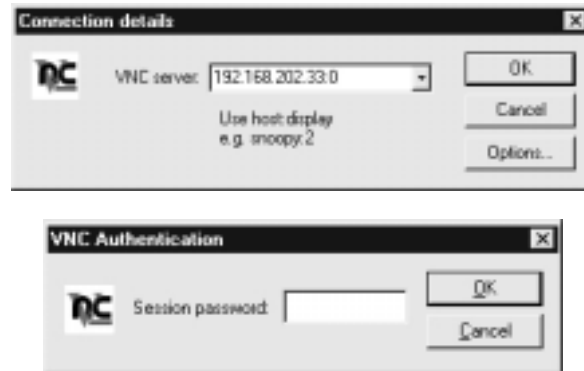 Connection details
VNC server: 192.168.202.33:0
OK
Use host:display
e.g. snoopy:2
Cancel
Options...
VNC Authentication
Session password:
OK
Cancel